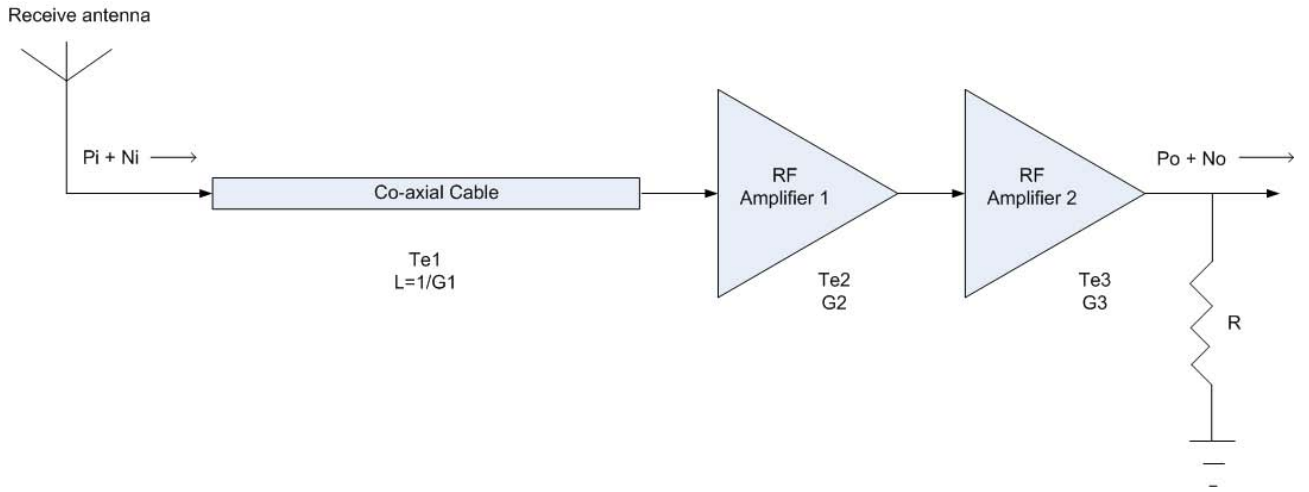 Receive antenna
Pi + Ni
Co-axial Cable
Te1
L=1/G1
RF
Amplifier 1
Te2
G2
RF
Amplifier 2
Te3
G3
Po + No
R